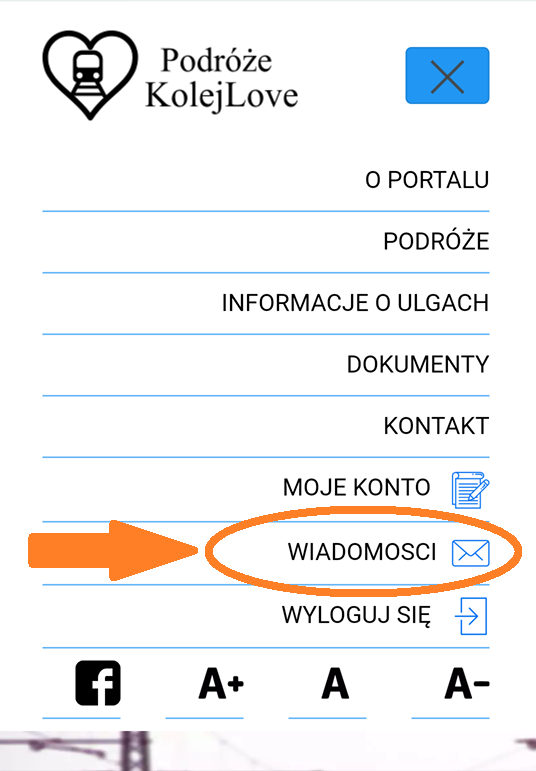 Podróże
KolejLove
O PORTALU
PODRÓŻE
INFORMACJE O ULGACH
DOKUMENTY
KONTAKT
MOJE KONTO
WIADOMOSCI
WYLOGUJ SIĘ
A+ A A-